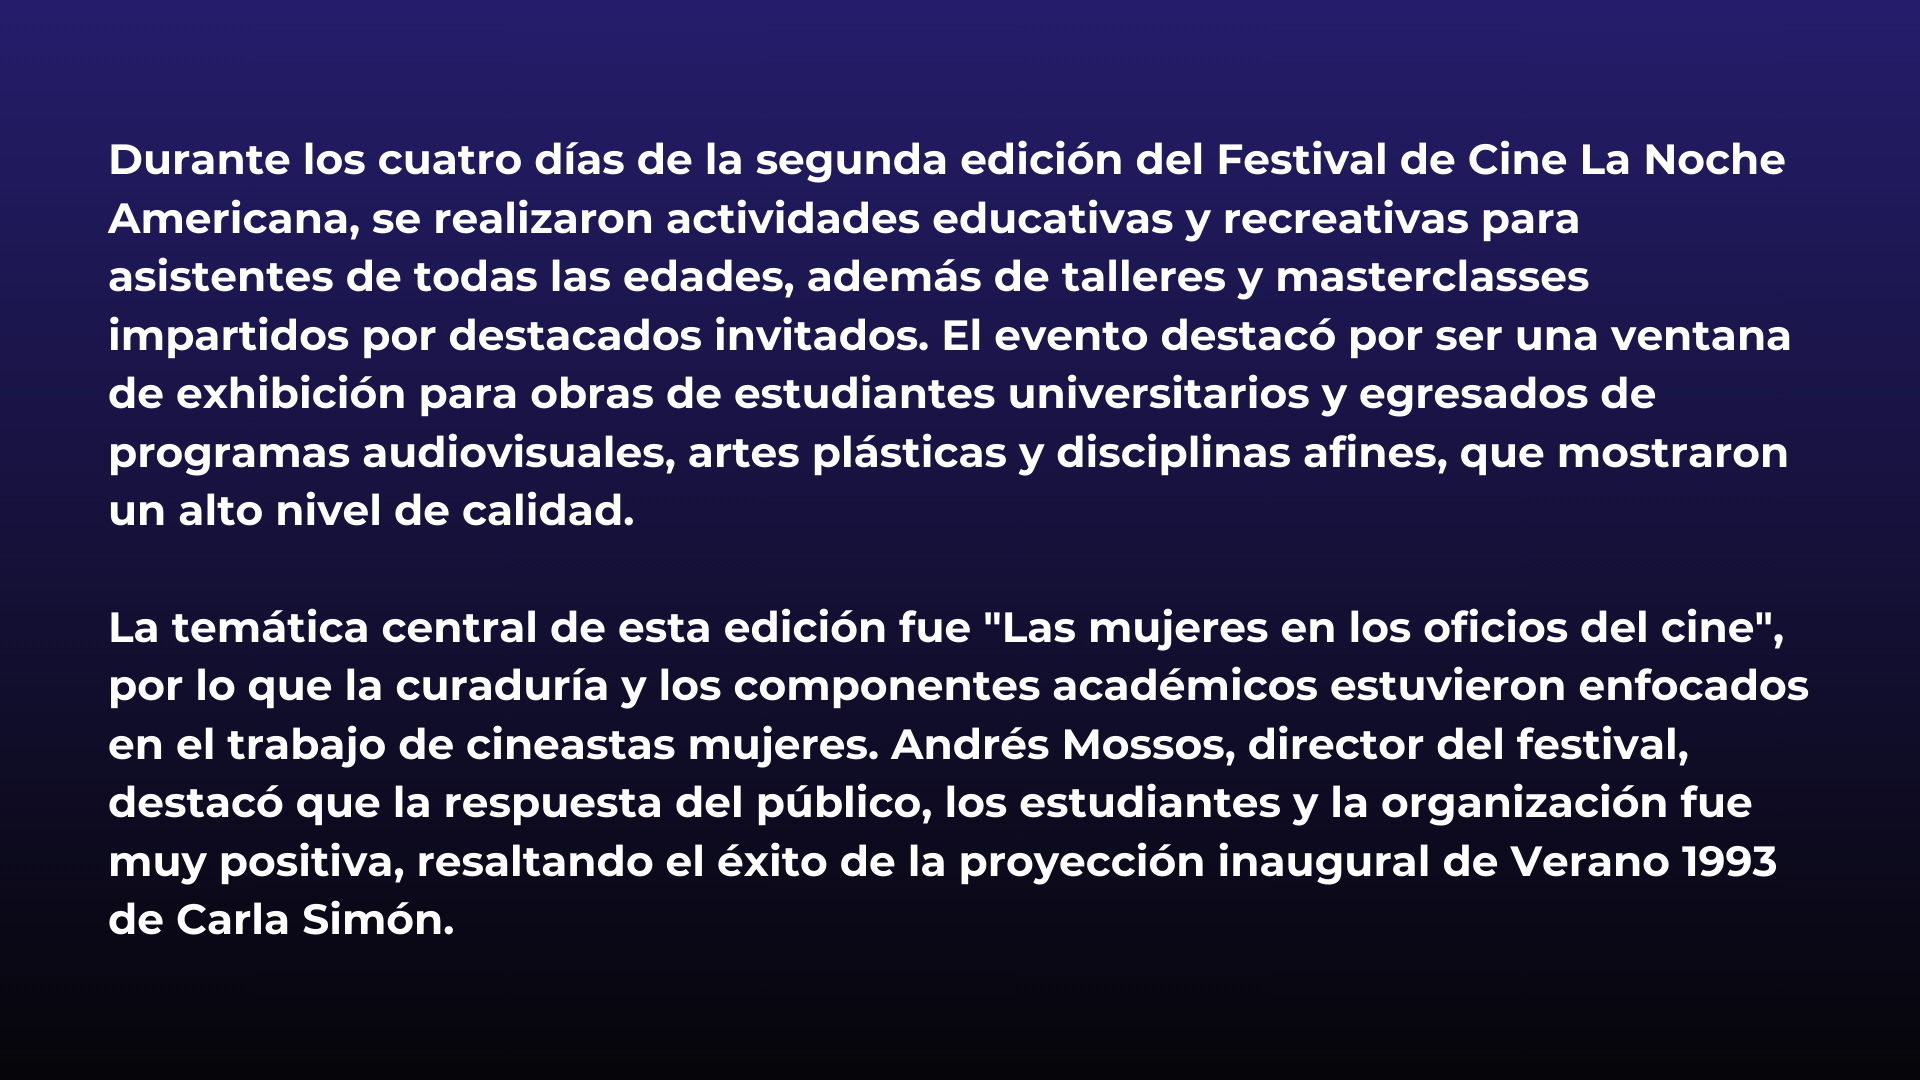 Durante los cuatro días de la segunda edición del Festival de Cine La Noche
Americana, se realizaron actividades educativas y recreativas para
asistentes de todas las edades, además de talleres y masterclasses
impartidos por destacados invitados. El evento destacó por ser una ventana
de exhibición para obras de estudiantes universitarios y egresados de
programas audiovisuales, artes plásticas y disciplinas afines, que mostraron
un alto nivel de calidad.
La temática central de esta edición fue "Las mujeres en los oficios del cine",
por lo que la curaduría y los componentes académicos estuvieron enfocados
en el trabajo de cineastas mujeres. Andrés Mossos, director del festival,
destacó que la respuesta del público, los estudiantes y la organización fue
muy positiva, resaltando el éxito de la proyección inaugural de Verano 1993
de Carla Simón.